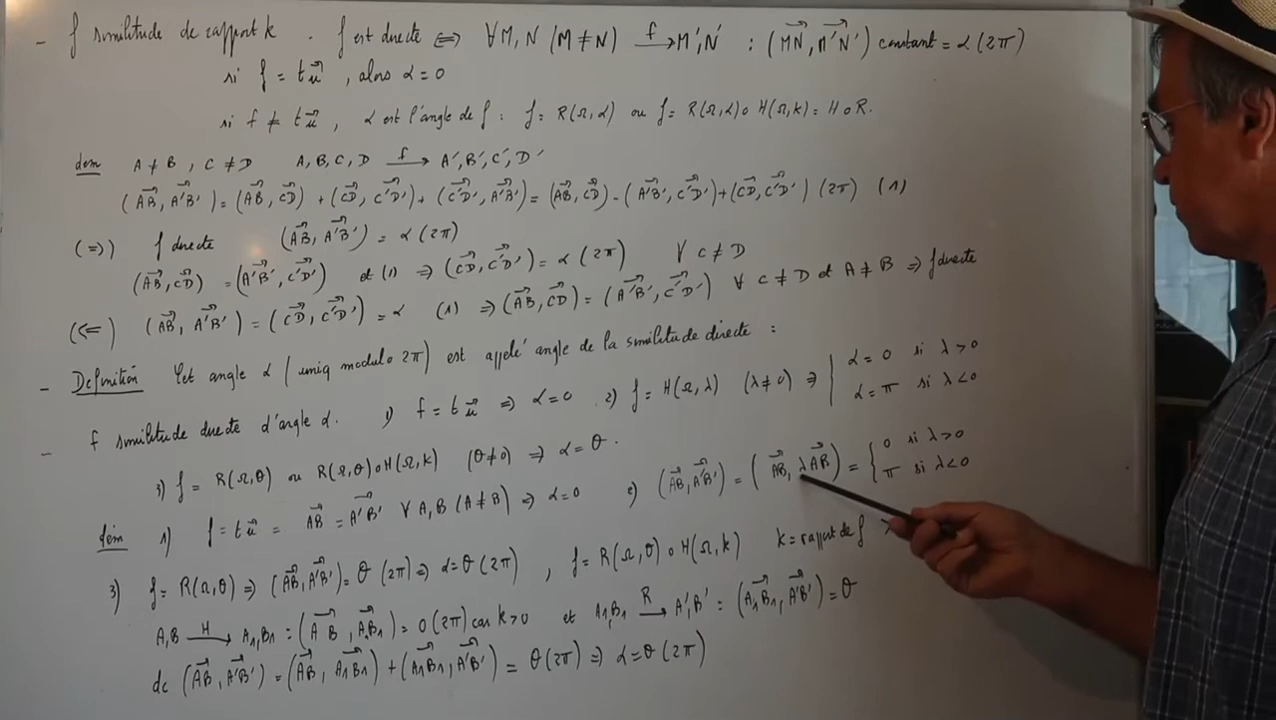 - f similitude de rapport k . f est directe ⇔ ∀M, N (M ≠ N) f→ M', N' : (MN, M'N') constant = α (2π)
si f = t u , alors α = 0
si f ≠ t u , α est l'angle de f : f = R(Ω, α) ou f = R(Ω, α) o H(Ω, k) = H o R.
dem A ≠ B , C ≠ D A, B, C, D f→ A', B', C', D'
(AB, A'B') = (AB, CD) + (CD, C'D') + (C'D', A'B') = (AB, CD) - (A'B', C'D') + (CD, C'D') (2π) (1)
(⇒) f directe (AB, A'B') = α (2π)
(AB, CD) = (A'B', C'D') et (1) ⇒ (CD, C'D') = α (2π) ∀ C ≠ D
(⇐) (AB, A'B') = (CD, C'D') = α (1) ⇒ (AB, CD) = (A'B', C'D') ∀ C ≠ D et A ≠ B ⇒ f directe
- Definition Cet angle α (uniq modulo 2π) est appelé angle de la similitude directe :
- f similitude directe d'angle α. 1) f = t u ⇒ α = 0 2) f = H(Ω, λ) (λ ≠ 0) ⇒ | α = 0 si λ > 0
α = π si λ < 0
3) f = R(Ω, θ) ou R(Ω, θ) o H(Ω, k) (θ ≠ 0) ⇒ α = θ .
dém 1) f = t u = AB = A'B' ∀ A, B (A ≠ B) ⇒ α = 0 2) (AB, A'B') = (AB, λAB) = { 0 si λ > 0
π si λ < 0
3) f = R(Ω, θ) ⇒ (AB, A'B') = θ (2π) ⇒ α = θ (2π) , f = R(Ω, θ) o H(Ω, k) k = rapport de f >
A, B H→ A1, B1 : (AB, A1B1) = 0 (2π) car k > 0 et A1, B1 R→ A', B' : (A1B1, A'B') = θ
dc (AB, A'B') = (AB, A1B1) + (A1B1, A'B') = θ (2π) ⇒ α = θ (2π)